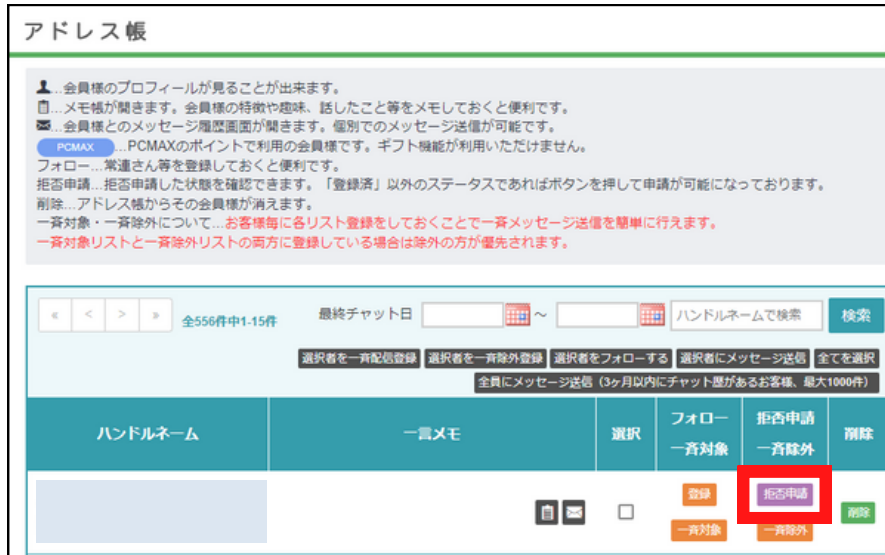 アドレス帳
…会員様のプロフィールが見ることが出来ます。
…メモ帳が開きます。会員様の特徴や趣味、話したこと等をメモしておくと便利です。
…会員様とのメッセージ履歴画面が開きます。個別でのメッセージ送信が可能です。
PCMAX …PCMAXのポイントで利用の会員様です。ギフト機能が利用いただけません。
フォロー…常連さん等を登録しておくと便利です。
拒否申請…拒否申請した状態を確認できます。「登録済」以外のステータスであればボタンを押して申請が可能になっております。
削除…アドレス帳からその会員様が消えます。
一斉対象・一斉除外について…お客様毎に各リスト登録をしておくことで一斉メッセージ送信を簡単に行えます。
一斉対象リストと一斉除外リストの両方に登録している場合は除外の方が優先されます。
« < > » 全556件中1-15件 最終チャット日 ～ ハンドルネームで検索 検索
選択者を一斉配信登録 選択者を一斉除外登録 選択者をフォローする 選択者にメッセージ送信 全てを選択
全員にメッセージ送信（3ヶ月以内にチャット歴があるお客様、最大1000件）
ハンドルネーム 一言メモ 選択 フォロー 一斉対象 拒否申請 一斉除外 削除
登録 拒否申請
削除
一斉対象 一斉除外